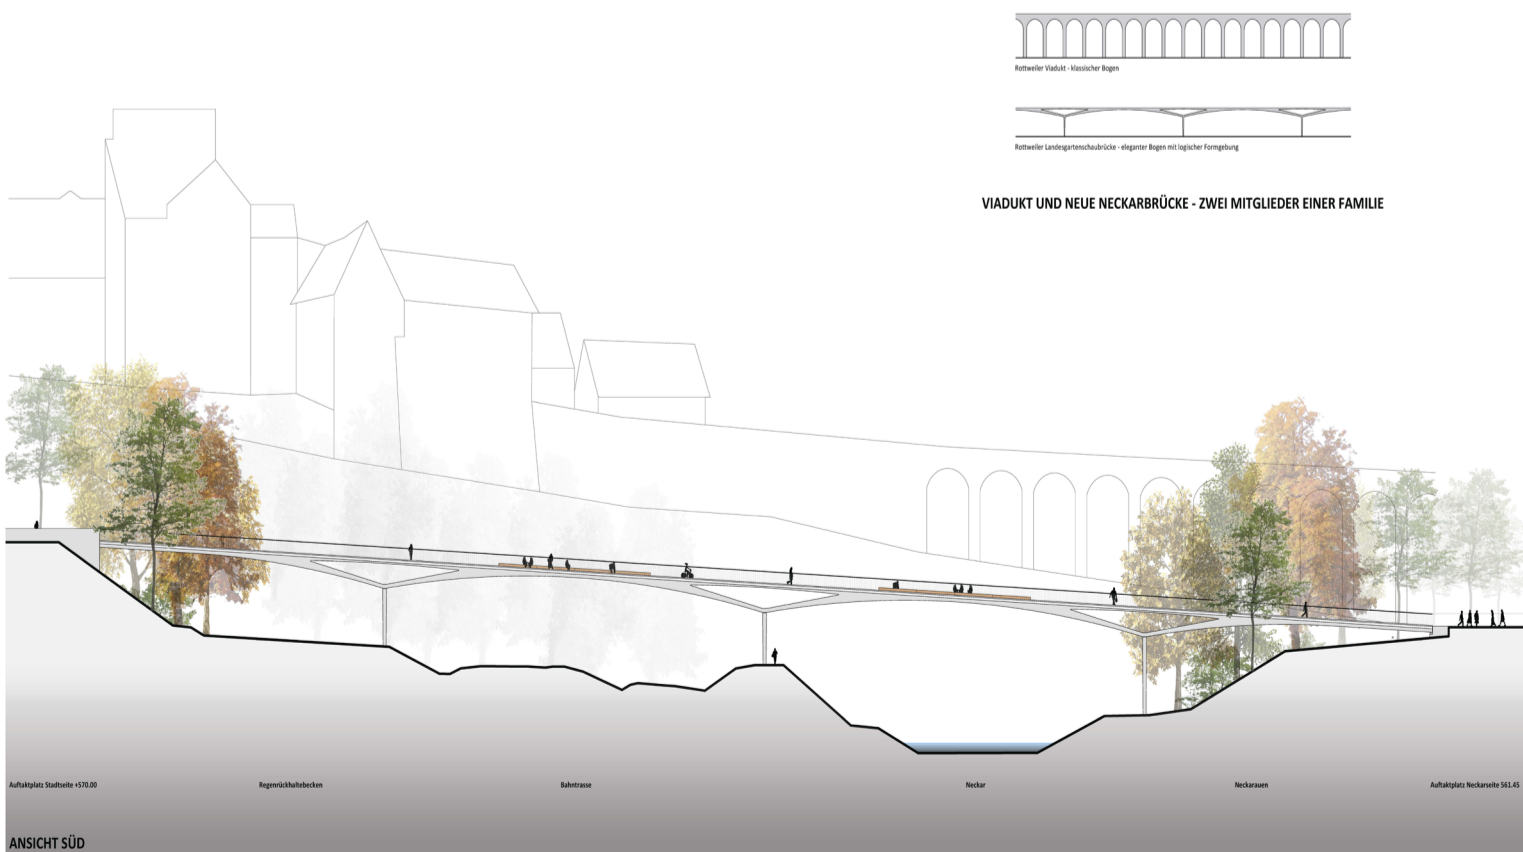 Rottweiler Viadukt - klassischer Bogen
Rottweiler Landesgartenschaubrücke - eleganter Bogen mit logischer Formgebung
VIADUKT UND NEUE NECKARBRÜCKE - ZWEI MITGLIEDER EINER FAMILIE
Auftaktplatz Stadtseite +570.00
Regenrückhaltebecken
Bahntrasse
Neckar
Neckarauen
Auftaktplatz Neckarseite 561.45
ANSICHT SÜD